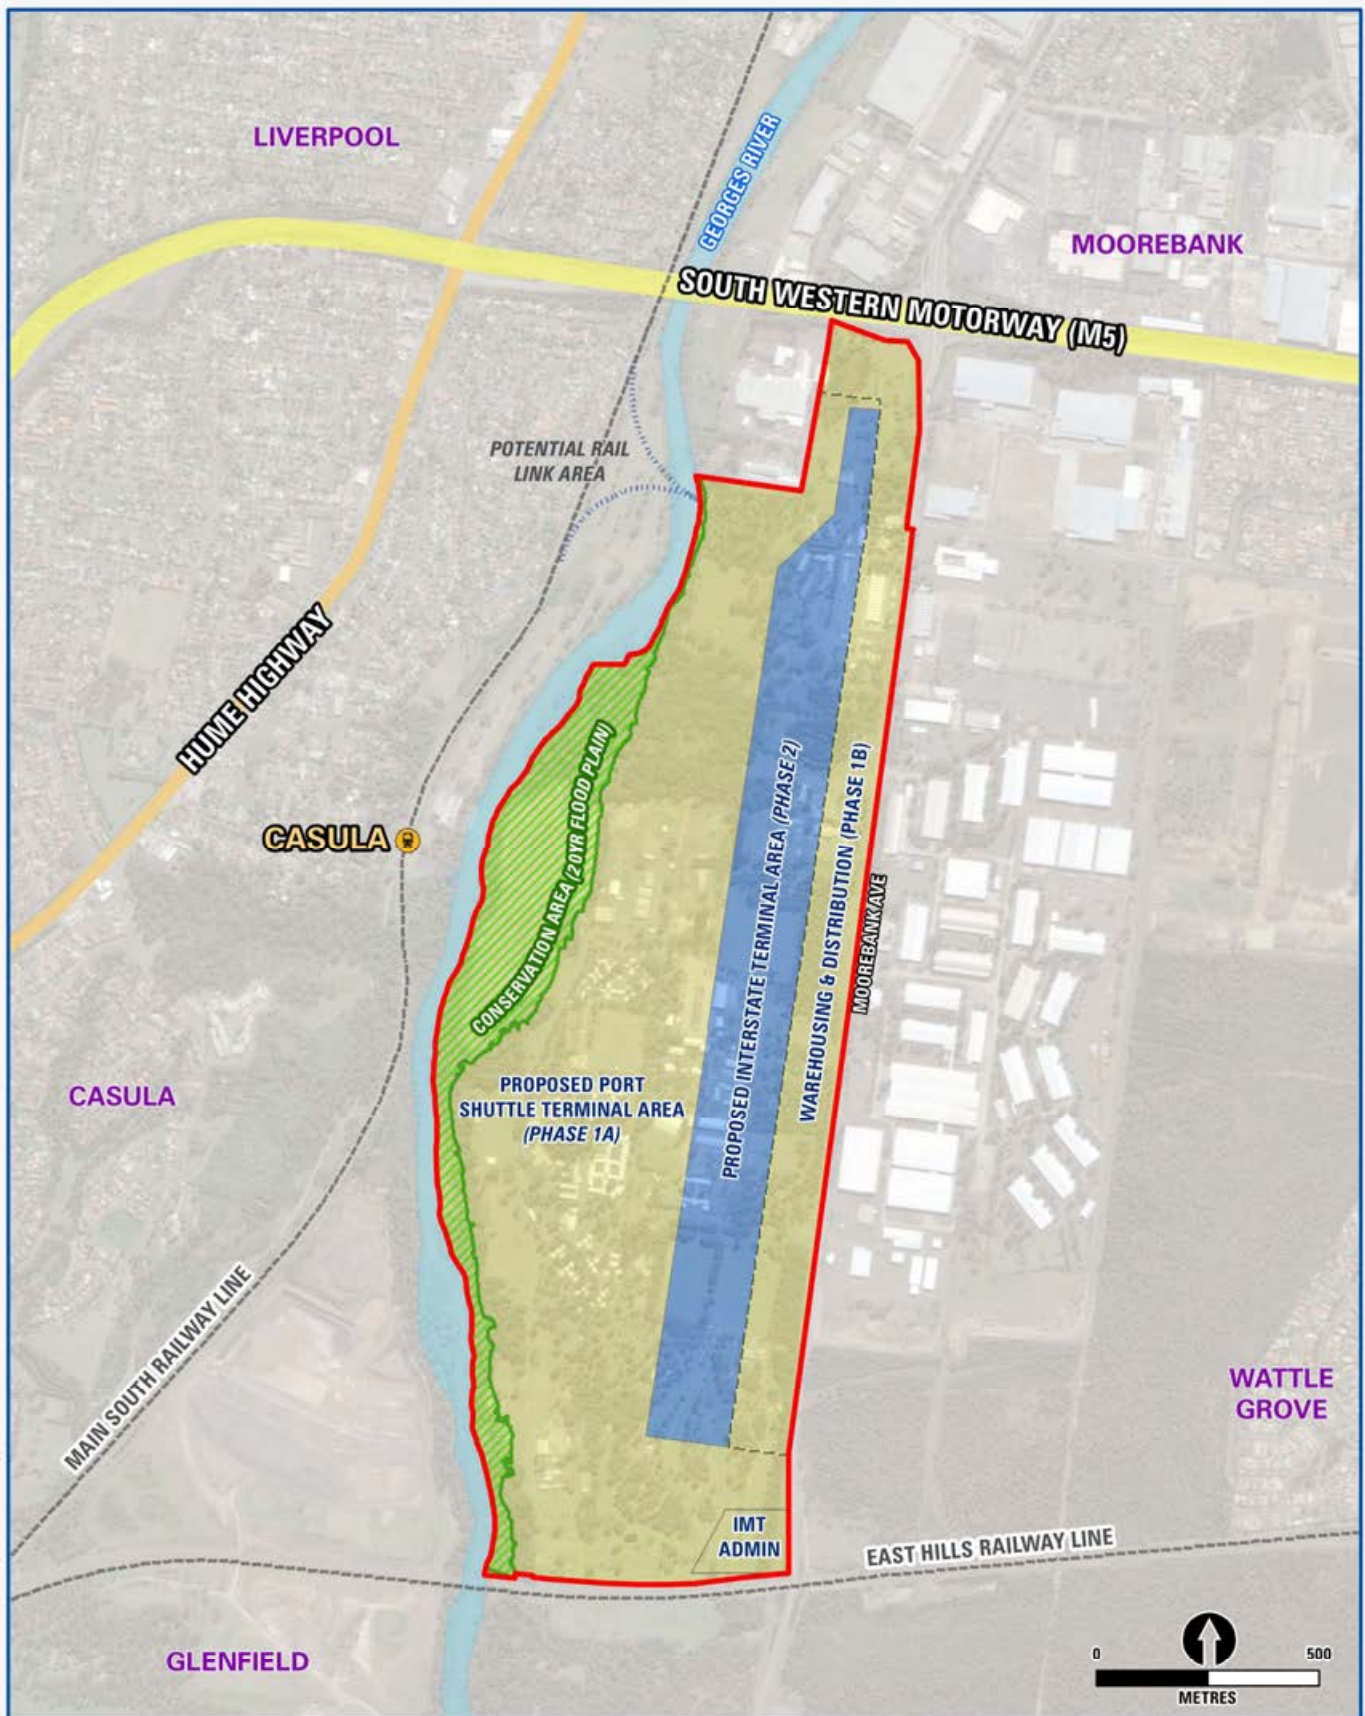 LIVERPOOL
GEORGES RIVER
MOOREBANK
SOUTH WESTERN MOTORWAY (M5)
POTENTIAL RAIL
LINK AREA
HUME HIGHWAY
CASULA
CONSERVATION AREA (20YR FLOOD PLAIN)
PROPOSED INTERSTATE TERMINAL AREA (PHASE 2)
WAREHOUSING & DISTRIBUTION (PHASE 1B)
MOOREBANK AVE
PROPOSED PORT
SHUTTLE TERMINAL AREA
(PHASE 1A)
CASULA
MAIN SOUTH RAILWAY LINE
WATTLE
GROVE
IMT
ADMIN
EAST HILLS RAILWAY LINE
GLENFIELD
0 500
METRES